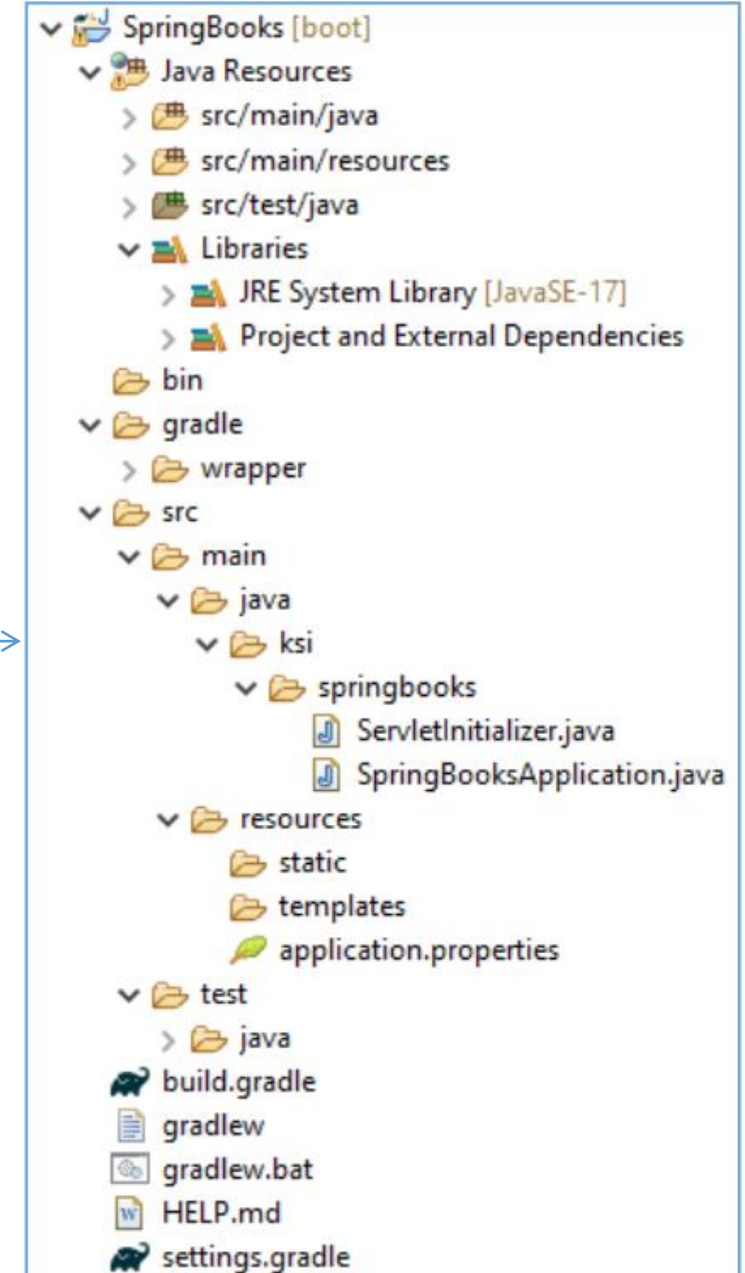 SpringBooks [boot]
Java Resources
src/main/java
src/main/resources
src/test/java
Libraries
JRE System Library [JavaSE-17]
Project and External Dependencies
bin
gradle
wrapper
src
main
java
ksi
springbooks
ServletInitializer.java
SpringBooksApplication.java
resources
static
templates
application.properties
test
java
build.gradle
gradlew
gradlew.bat
HELP.md
settings.gradle